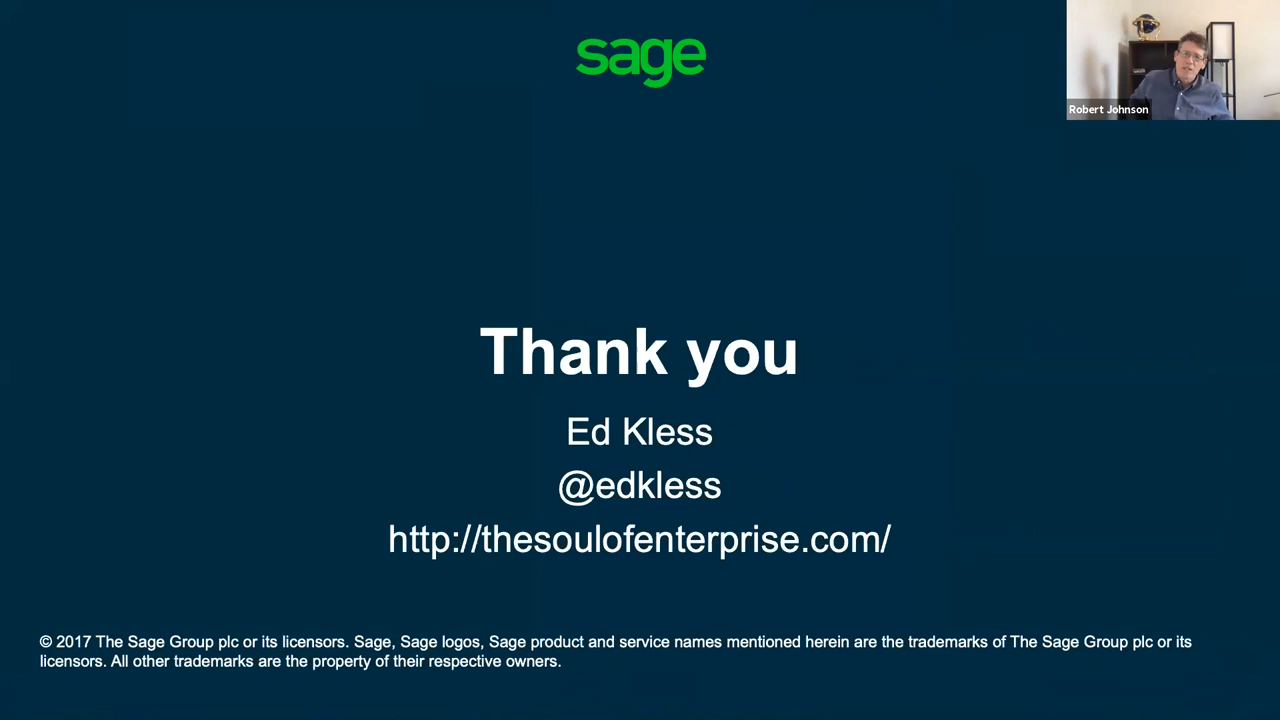 sage
Robert Johnson
Thank you
Ed Kless
@edkless
http://thesoulofenterprise.com/
© 2017 The Sage Group plc or its licensors. Sage, Sage logos, Sage product and service names mentioned herein are the trademarks of The Sage Group plc or its
licensors. All other trademarks are the property of their respective owners.